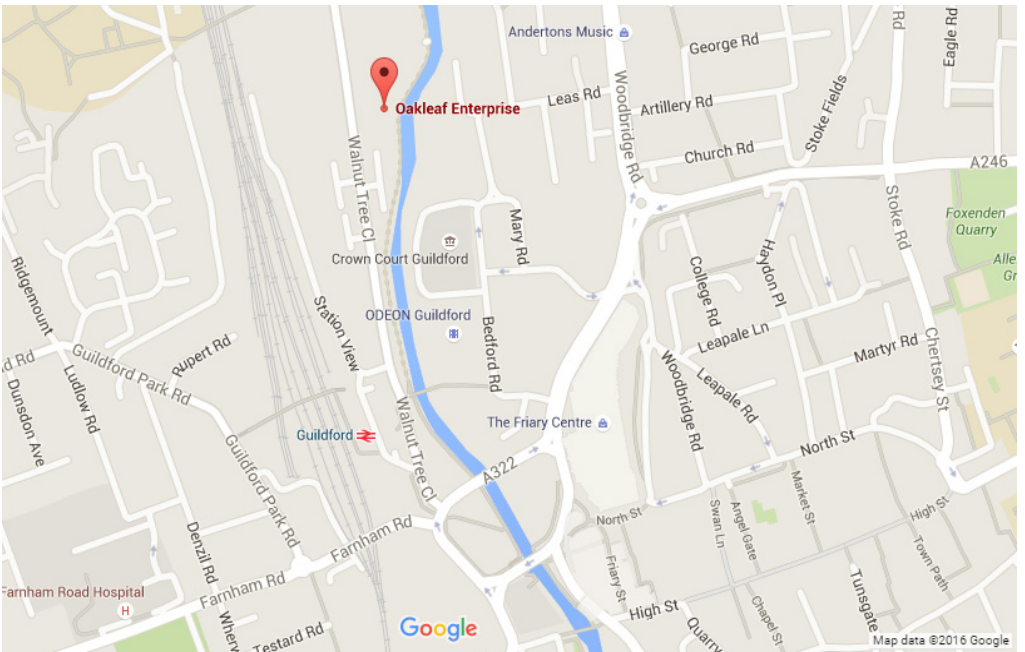 Andertons Music
George Rd
Rd
Eagle Rd
Oakleaf Enterprise
Leas Rd
Woodbridge Rd
Artillery Rd
Stoke Fields
Church Rd
A246
Walnut Tree Cl
Stoke Rd
Foxenden
Quarry
Mary Rd
Crown Court Guildford
College Rd
Haydon Pl
Alle
Gr
Ridgemount
Station View
ODEON Guildford
Bedford Rd
Leapale Ln
Martyr Rd
Chertsey St
d Rd
Guildford Park Rd
Rupert Rd
Ludlow Rd
Dunsdon Ave
Woodbridge Rd
Leapale Rd
Walnut Tree Cl
The Friary Centre
Guildford
Guildford Park Rd
North St
A322
Market St
High St
North St
Swan Ln
Angel Gate
Farnham Rd
Denzil Rd
Town Path
Farnham Rd
Farnham Road Hospital
H
Friary St
Tunsgate
High St
Chapel St
Wherw
Testard Rd
Google
Quarry
Map data ©2016 Google